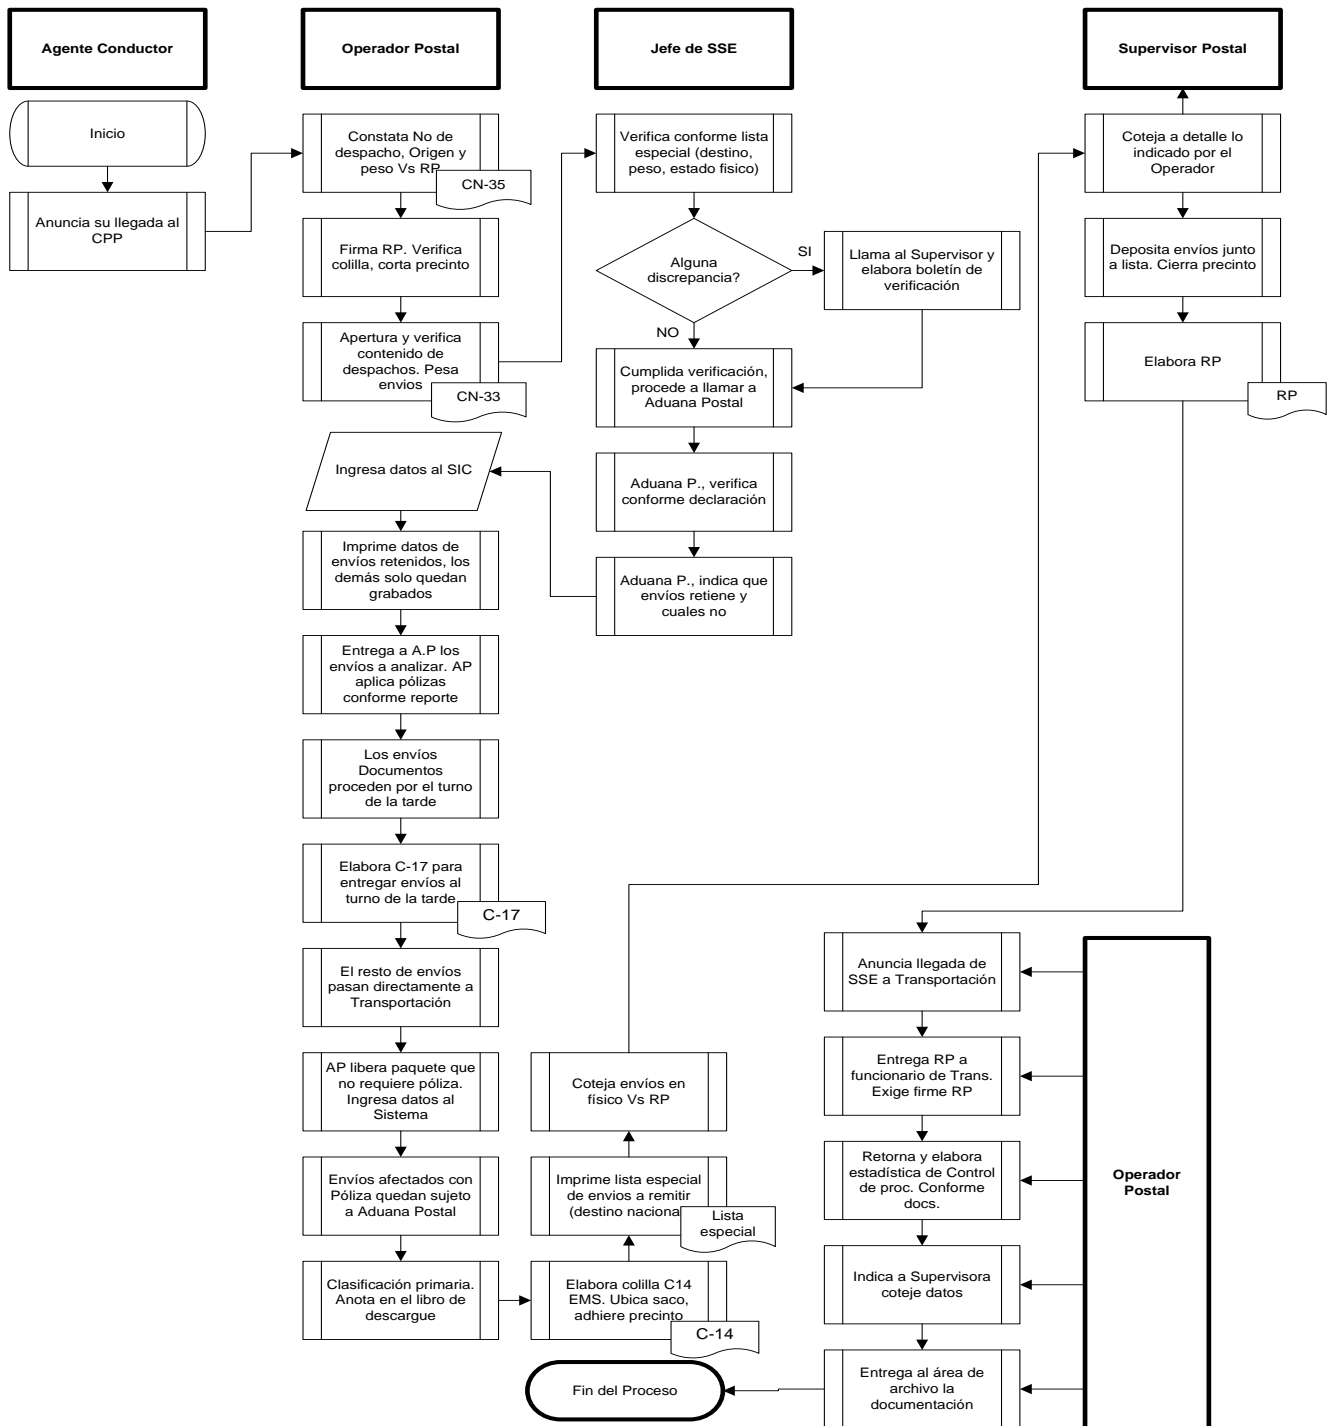 Agente Conductor
Operador Postal
Jefe de SSE
Supervisor Postal
Inicio
Anuncia su llegada al
CPP
Constata No de
despacho, Origen y
peso Vs RP
CN-35
Firma RP. Verifica
colilla, corta precinto
Apertura y verifica
contenido de
despachos. Pesa
envios
CN-33
Verifica conforme lista
especial (destino,
peso, estado fisico)
Alguna
discrepancia?
SI
NO
Llama al Supervisor y
elabora boletín de
verificación
Cumplida verificación,
procede a llamar a
Aduana Postal
Aduana P., verifica
conforme declaración
Aduana P., indica que
envíos retiene y
cuales no
Ingresa datos al SIC
Imprime datos de
envíos retenidos, los
demás solo quedan
grabados
Entrega a A.P los
envíos a analizar. AP
aplica pólizas
conforme reporte
Los envíos
Documentos
proceden por el turno
de la tarde
Elabora C-17 para
entregar envíos al
turno de la tarde
C-17
El resto de envíos
pasan directamente a
Transportación
AP libera paquete que
no requiere póliza.
Ingresa datos al
Sistema
Envíos afectados con
Póliza quedan sujeto
a Aduana Postal
Clasificación primaria.
Anota en el libro de
descargue
Elabora colilla C14
EMS. Ubica saco,
adhiere precinto
C-14
Imprime lista especial
de envios a remitir
(destino naciona
Lista
especial
Coteja envíos en
físico Vs RP
Coteja a detalle lo
indicado por el
Operador
Deposita envíos junto
a lista. Cierra precinto
Elabora RP
RP
Anuncia llegada de
SSE a Transportación
Entrega RP a
funcionario de Trans.
Exige firme RP
Retorna y elabora
estadística de Control
de proc. Conforme
docs.
Indica a Supervisora
coteje datos
Entrega al área de
archivo la
documentación
Operador
Postal
Fin del Proceso